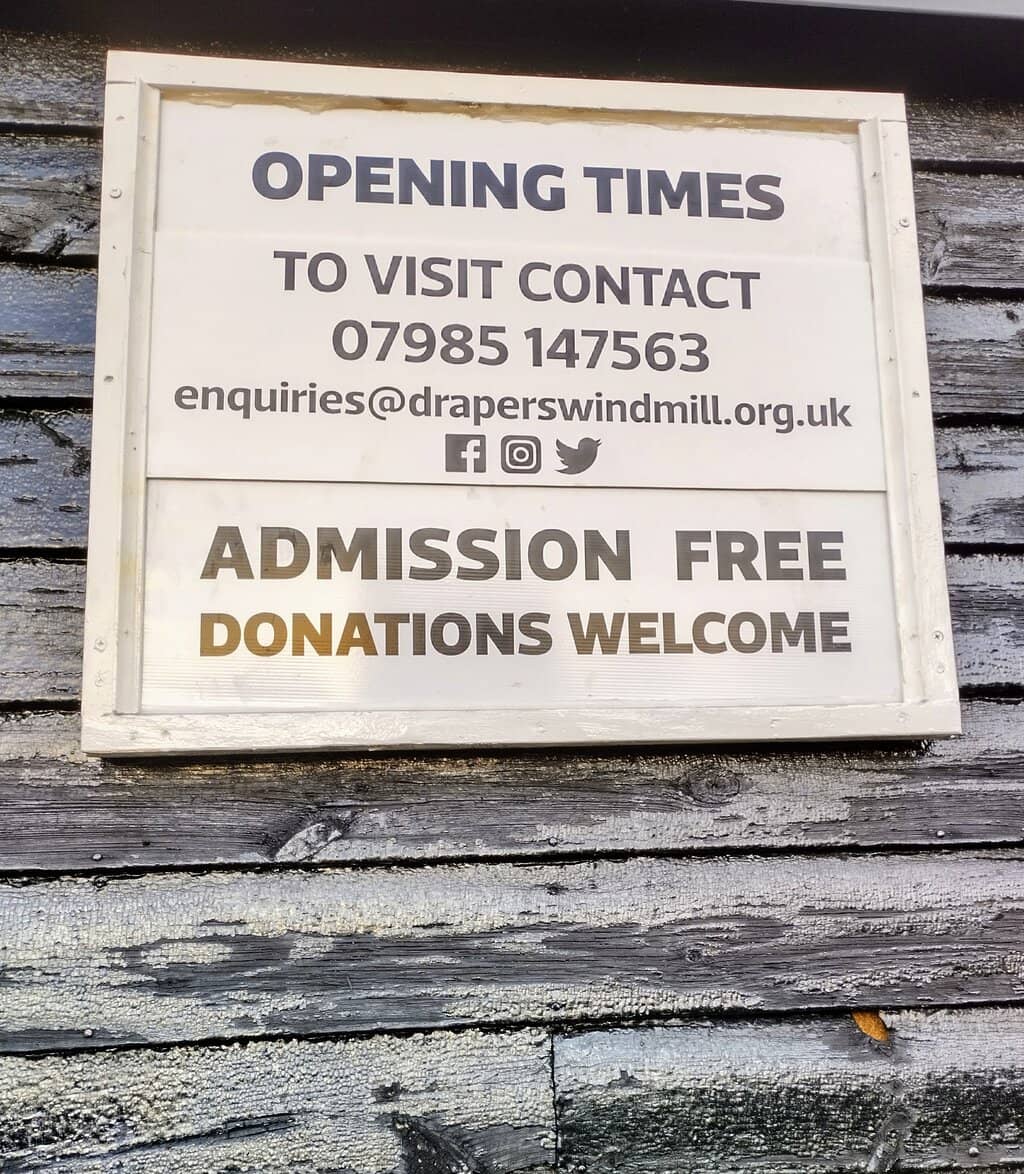 OPENING TIMES
TO VISIT CONTACT
07985 147563
enquiries@draperswindmill.org.uk
ADMISSION FREE
DONATIONS WELCOME